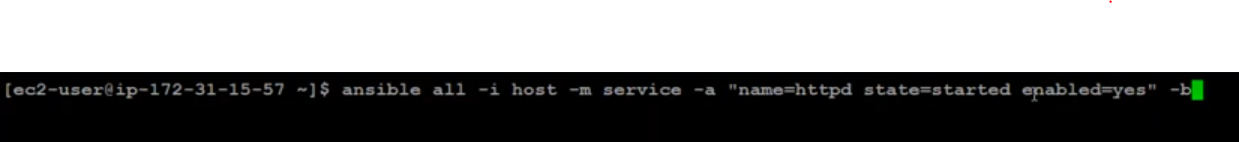 [ec2-user@ip-172-31-15-57 ~]$ ansible all -i host -m service -a "name=httpd state=started enabled=yes" -b